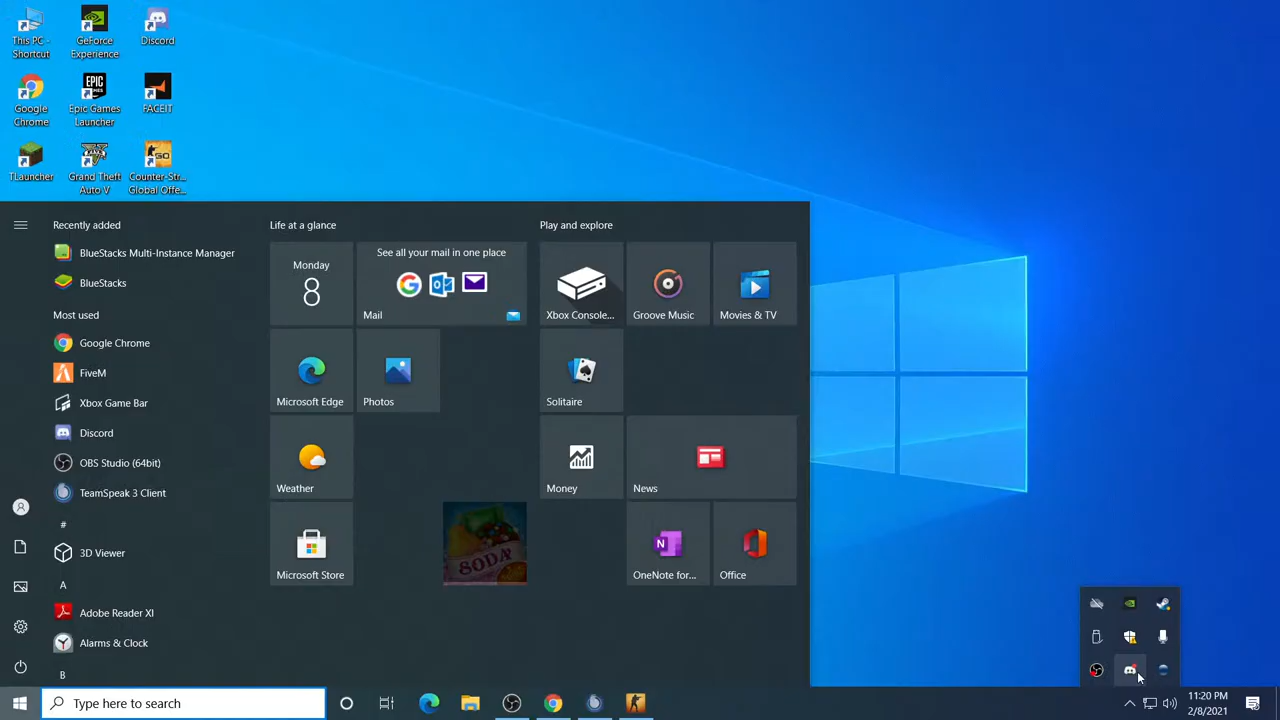 This PC -
Shortcut
GeForce
Experience
Discord
Google
Chrome
EPIC
GAMES
Epic Games
Launcher
FACEIT
TLauncher
Grand Theft
Auto V
GO
Counter-Str...
Global Offe...
Recently added
BlueStacks Multi-Instance Manager
BlueStacks
Most used
Google Chrome
FiveM
Xbox Game Bar
Discord
OBS Studio (64bit)
TeamSpeak 3 Client
#
3D Viewer
A
Adobe Reader XI
Alarms & Clock
B
Life at a glance
Monday
8
See all your mail in one place
Mail
Microsoft Edge
Photos
Weather
Microsoft Store
SODA
Play and explore
Xbox Console...
Groove Music
Movies & TV
Solitaire
Money
News
OneNote for...
Office
Type here to search
11:20 PM
2/8/2021